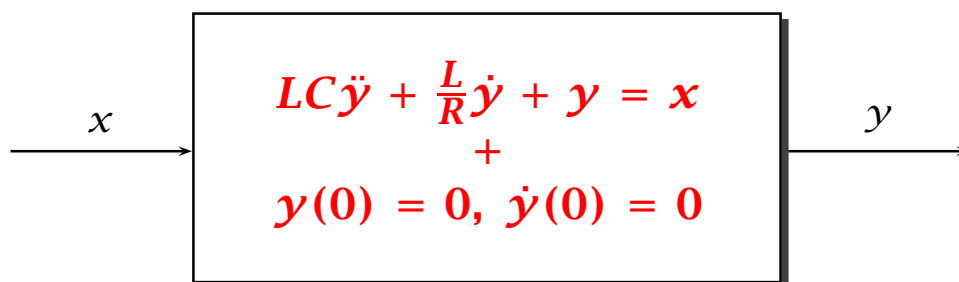 x
LCÿ + L/R ẏ + y = x
+
y(0) = 0, ẏ(0) = 0
y